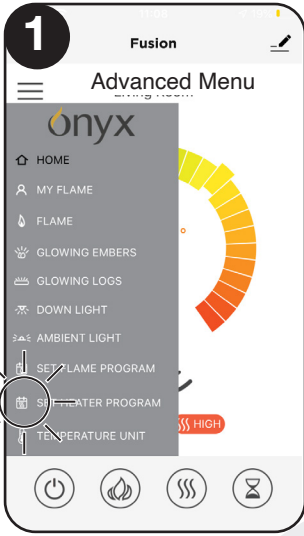 1
Fusion
Advanced Menu
onyx
HOME
MY FLAME
FLAME
GLOWING EMBERS
GLOWING LOGS
DOWN LIGHT
AMBIENT LIGHT
SET FLAME PROGRAM
SET HEATER PROGRAM
HIGH
TEMPERATURE UNIT